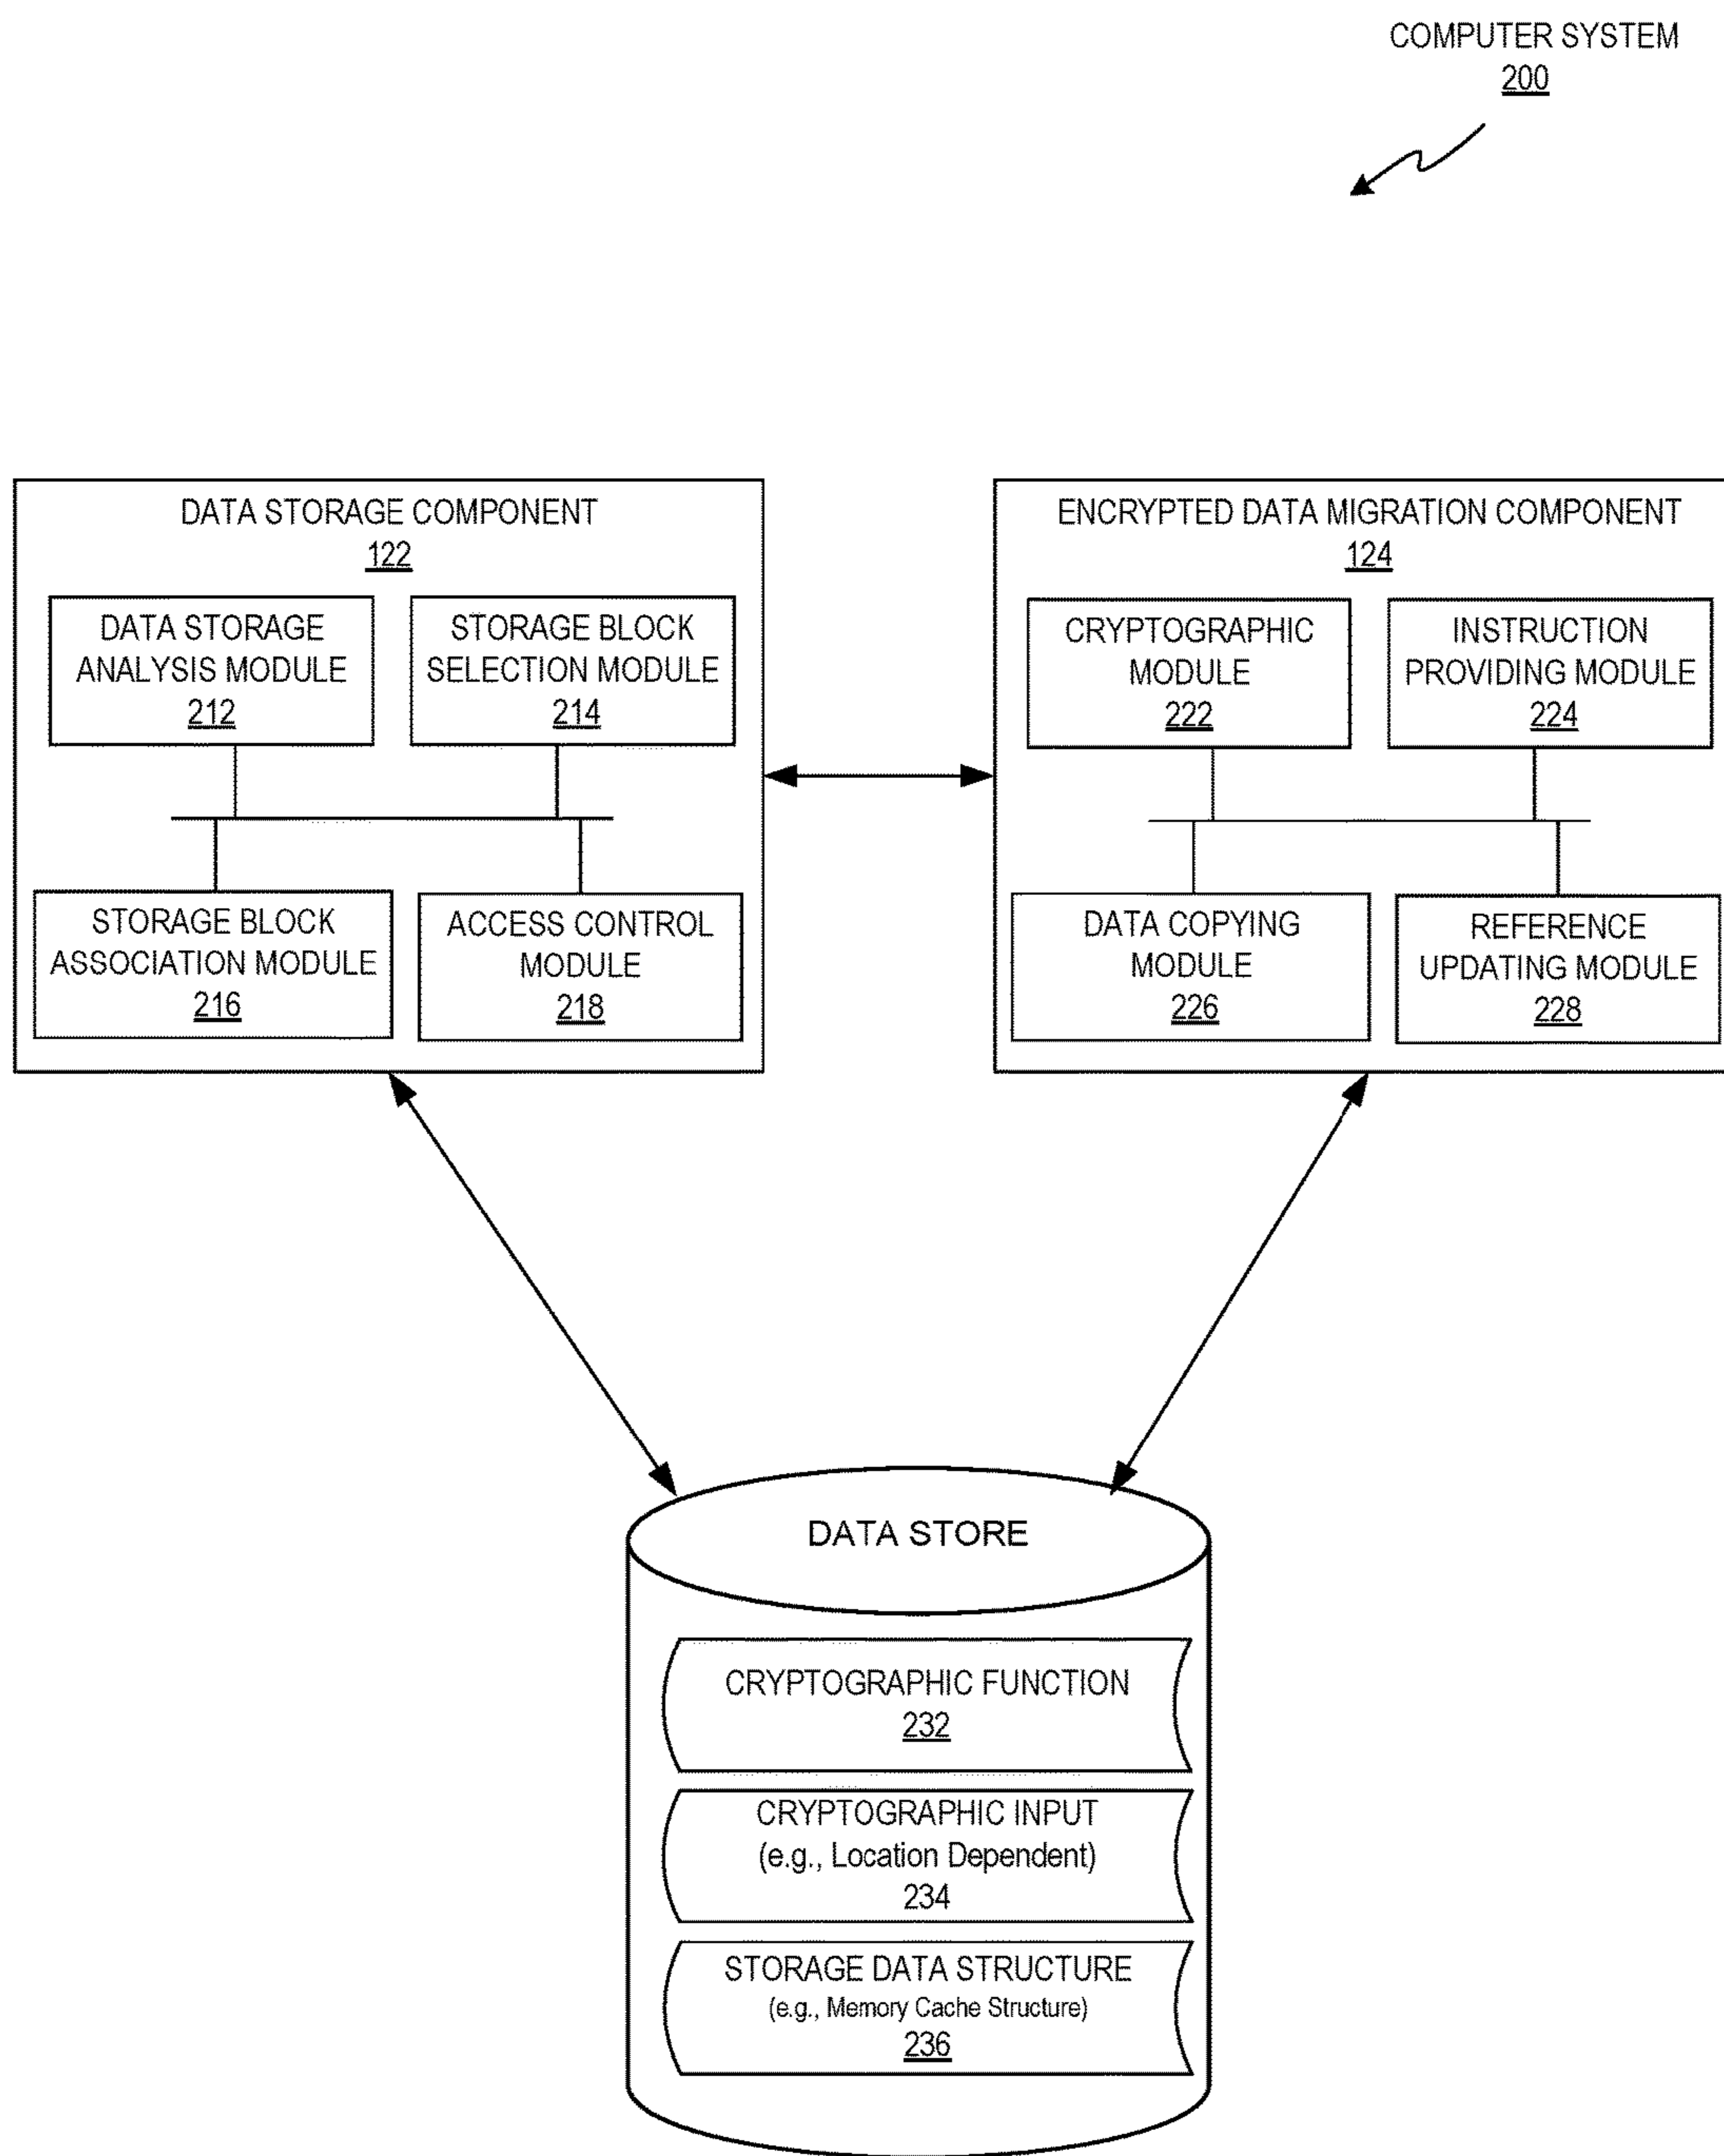 COMPUTER SYSTEM
200
DATA STORAGE COMPONENT
122
DATA STORAGE
ANALYSIS MODULE
212
STORAGE BLOCK
SELECTION MODULE
214
STORAGE BLOCK
ASSOCIATION MODULE
216
ACCESS CONTROL
MODULE
218
ENCRYPTED DATA MIGRATION COMPONENT
124
CRYPTOGRAPHIC
MODULE
222
INSTRUCTION
PROVIDING MODULE
224
DATA COPYING
MODULE
226
REFERENCE
UPDATING MODULE
228
DATA STORE
CRYPTOGRAPHIC FUNCTION
232
CRYPTOGRAPHIC INPUT
(e.g., Location Dependent)
234
STORAGE DATA STRUCTURE
(e.g., Memory Cache Structure)
236